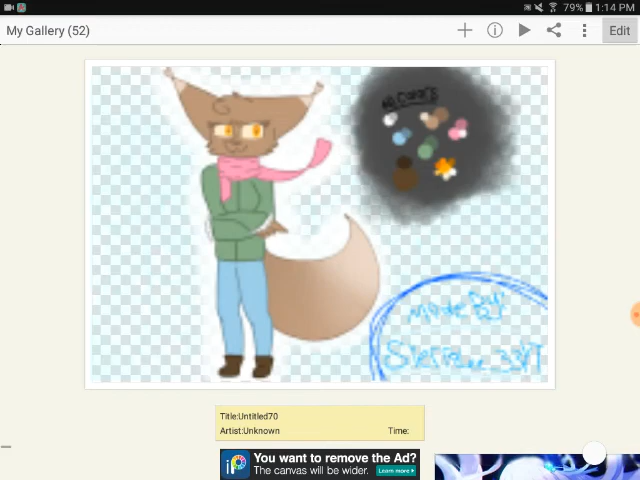 79% 1:14 PM
My Gallery (52)
Edit
Colors
Made By
Title:Untitled70
Artist:Unknown Time:
You want to remove the Ad?
The canvas will be wider. Learn more